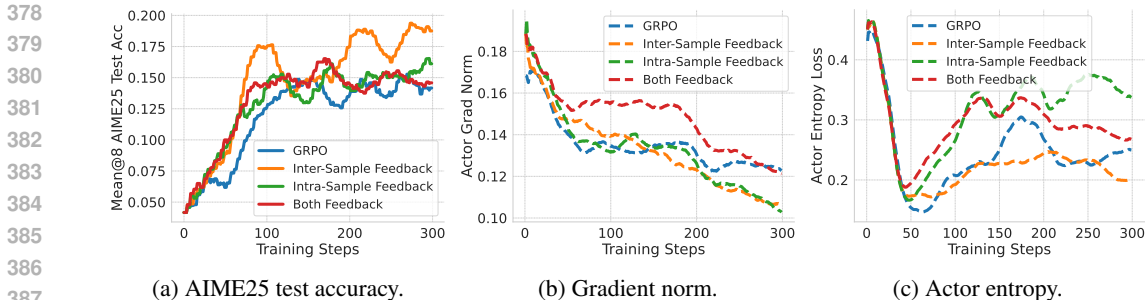 378
379
380
381
382
383
384
385
386
387
0.200
0.175
0.150
0.125
0.100
0.075
0.050
Mean@8 AIME25 Test Acc
GRPO
Inter-Sample Feedback
Intra-Sample Feedback
Both Feedback
0 100 200 300
Training Steps
(a) AIME25 test accuracy.
0.18
0.16
0.14
0.12
0.10
Actor Grad Norm
GRPO
Inter-Sample Feedback
Intra-Sample Feedback
Both Feedback
0 100 200 300
Training Steps
(b) Gradient norm.
0.4
0.3
0.2
Actor Entropy Loss
GRPO
Inter-Sample Feedback
Intra-Sample Feedback
Both Feedback
0 50 100 150 200 250 300
Training Steps
(c) Actor entropy.